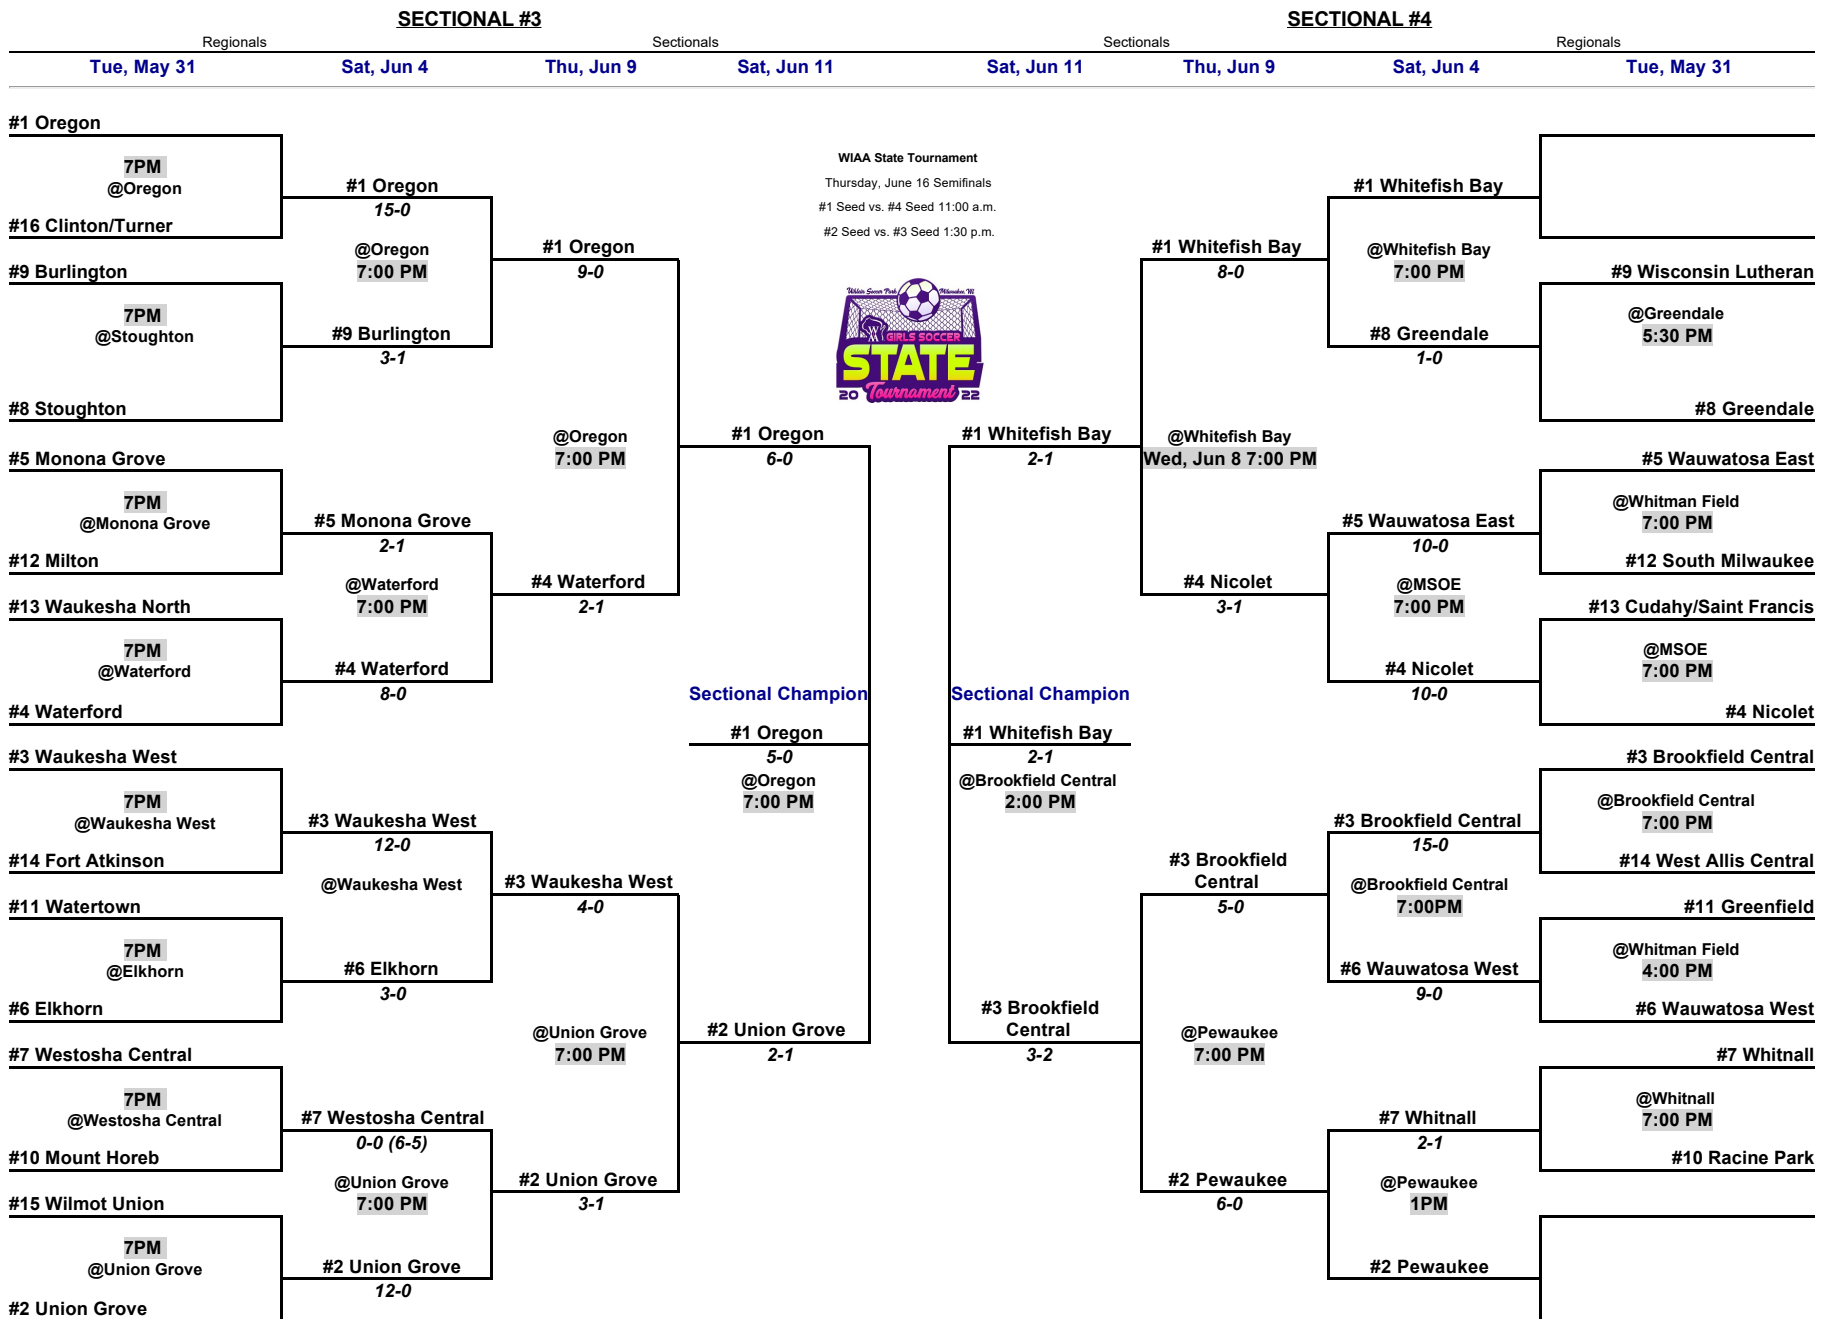 SECTIONAL #3
SECTIONAL #4
Regionals
Sectionals
Sectionals
Regionals
Tue, May 31
Sat, Jun 4
Thu, Jun 9
Sat, Jun 11
Sat, Jun 11
Thu, Jun 9
Sat, Jun 4
Tue, May 31
#1 Oregon
7PM
@Oregon
#16 Clinton/Turner
#9 Burlington
7PM
@Stoughton
#8 Stoughton
#5 Monona Grove
7PM
@Monona Grove
#12 Milton
#13 Waukesha North
7PM
@Waterford
#4 Waterford
#3 Waukesha West
7PM
@Waukesha West
#14 Fort Atkinson
#11 Watertown
7PM
@Elkhorn
#6 Elkhorn
#7 Westosha Central
7PM
@Westosha Central
#10 Mount Horeb
#15 Wilmot Union
7PM
@Union Grove
#2 Union Grove
#1 Oregon
15-0
@Oregon
7:00 PM
#9 Burlington
3-1
#5 Monona Grove
2-1
@Waterford
7:00 PM
#4 Waterford
8-0
#3 Waukesha West
12-0
@Waukesha West
#6 Elkhorn
3-0
#7 Westosha Central
0-0 (6-5)
@Union Grove
7:00 PM
#2 Union Grove
12-0
#1 Oregon
9-0
@Oregon
7:00 PM
#4 Waterford
2-1
#3 Waukesha West
4-0
@Union Grove
7:00 PM
#2 Union Grove
3-1
#1 Oregon
6-0
Sectional Champion
#1 Oregon
5-0
@Oregon
7:00 PM
#2 Union Grove
2-1
WIAA State Tournament
Thursday, June 16 Semifinals
#1 Seed vs. #4 Seed 11:00 a.m.
#2 Seed vs. #3 Seed 1:30 p.m.
Uihlein Soccer Park
Milwaukee, WI
GIRLS SOCCER
STATE
20 Tournament 22
#1 Whitefish Bay
2-1
Sectional Champion
#1 Whitefish Bay
2-1
@Brookfield Central
2:00 PM
#3 Brookfield
Central
3-2
#1 Whitefish Bay
8-0
@Whitefish Bay
Wed, Jun 8 7:00 PM
#4 Nicolet
3-1
#3 Brookfield
Central
5-0
@Pewaukee
7:00 PM
#2 Pewaukee
6-0
#1 Whitefish Bay
@Whitefish Bay
7:00 PM
#8 Greendale
1-0
#5 Wauwatosa East
10-0
@MSOE
7:00 PM
#4 Nicolet
10-0
#3 Brookfield Central
15-0
@Brookfield Central
7:00PM
#6 Wauwatosa West
9-0
#7 Whitnall
2-1
@Pewaukee
1PM
#2 Pewaukee
#9 Wisconsin Lutheran
@Greendale
5:30 PM
#8 Greendale
#5 Wauwatosa East
@Whitman Field
7:00 PM
#12 South Milwaukee
#13 Cudahy/Saint Francis
@MSOE
7:00 PM
#4 Nicolet
#3 Brookfield Central
@Brookfield Central
7:00 PM
#14 West Allis Central
#11 Greenfield
@Whitman Field
4:00 PM
#6 Wauwatosa West
#7 Whitnall
@Whitnall
7:00 PM
#10 Racine Park